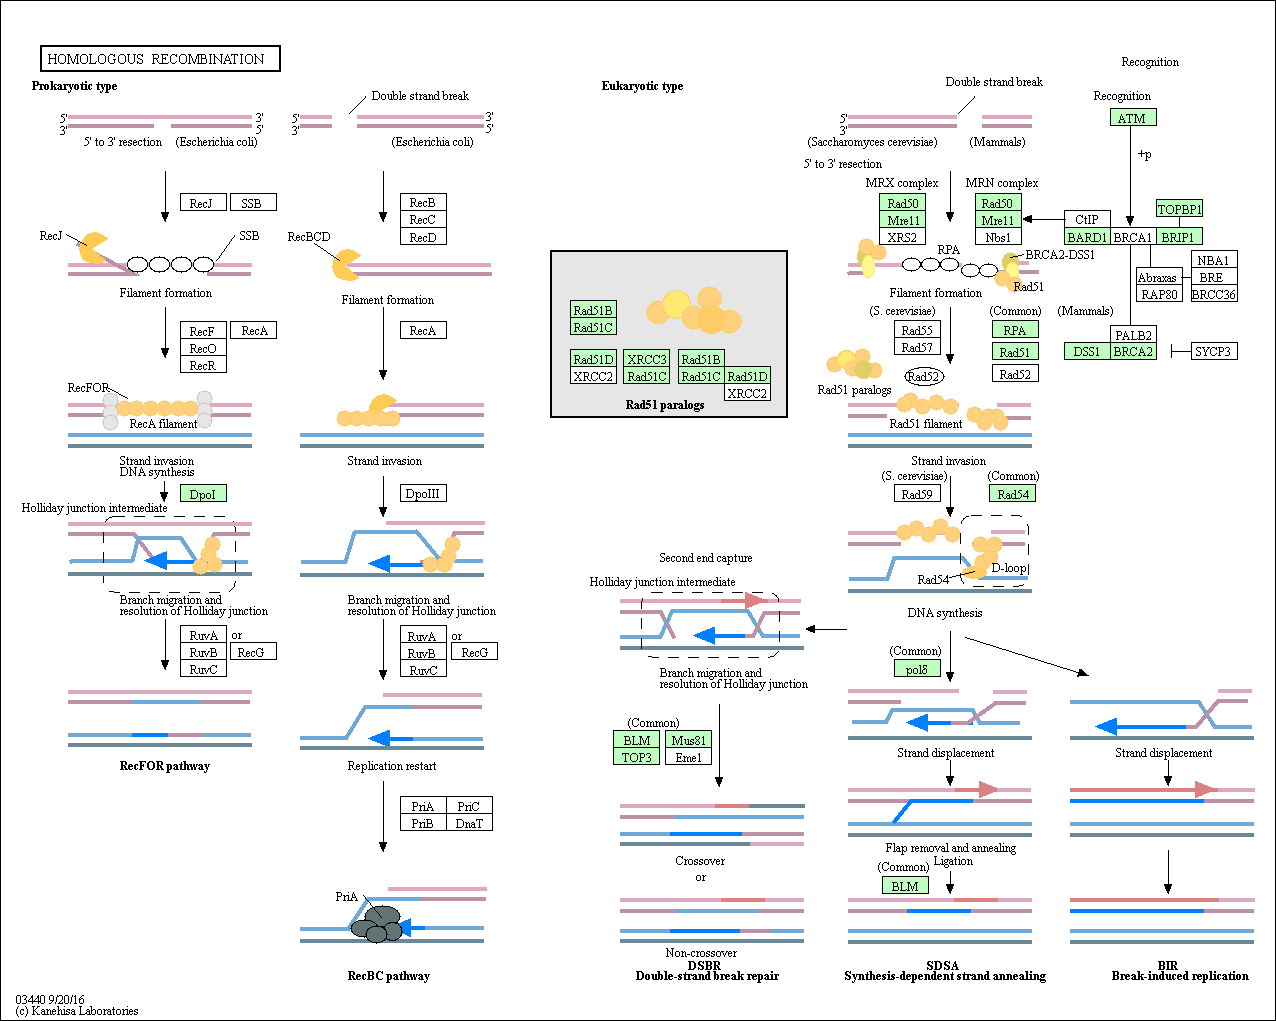 HOMOLOGOUS RECOMBINATION
Prokaryotic type
Double strand break
5'
3'
3'
5'
5' to 3' resection
(Escherichia coli)
5'
3'
3'
5'
(Escherichia coli)
RecJ
SSB
RecB
RecC
RecD
RecJ
SSB
RecBCD
Filament formation
Filament formation
RecF
RecA
RecO
RecR
RecA
RecFOR
RecA filament
Strand invasion
DNA synthesis
Strand invasion
DpoI
DpoIII
Holliday junction intermediate
Branch migration and
resolution of Holliday junction
Branch migration and
resolution of Holliday junction
RuvA
or
RuvB
RecG
RuvC
RuvA
or
RuvB
RecG
RuvC
RecFOR pathway
Replication restart
PriA
PriC
PriB
DnaT
PriA
RecBC pathway
Eukaryotic type
Double strand break
5'
3'
(Saccharomyces cerevisiae)
(Mammals)
5' to 3' resection
Recognition
Recognition
ATM
+p
MRX complex
MRN complex
Rad50
Mre11
XRS2
Rad50
Mre11
Nbs1
CtIP
TOPBP1
BARD1
BRCA1
BRIP1
RPA
BRCA2-DSS1
Rad51
NBA1
Abraxas
BRE
RAP80
BRCC36
Filament formation
(S. cerevisiae)
(Common)
(Mammals)
Rad55
Rad57
RPA
PALB2
Rad51
DSS1
BRCA2
SYCP3
Rad52
Rad52
Rad51 paralogs
Rad51 filament
Rad51B
Rad51C
Rad51D
XRCC2
XRCC3
Rad51C
Rad51B
Rad51C
Rad51D
XRCC2
Rad51 paralogs
Strand invasion
(S. cerevisiae)
(Common)
Rad59
Rad54
D-loop
Rad54
DNA synthesis
Second end capture
Holliday junction intermediate
Branch migration and
resolution of Holliday junction
(Common)
polδ
(Common)
BLM
TOP3
Mus81
Eme1
Strand displacement
Strand displacement
Crossover
or
Non-crossover
Flap removal and annealing
Ligation
(Common)
BLM
DSBR
Double-strand break repair
SDSA
Synthesis-dependent strand annealing
BIR
Break-induced replication
03440 9/20/16
(c) Kanehisa Laboratories